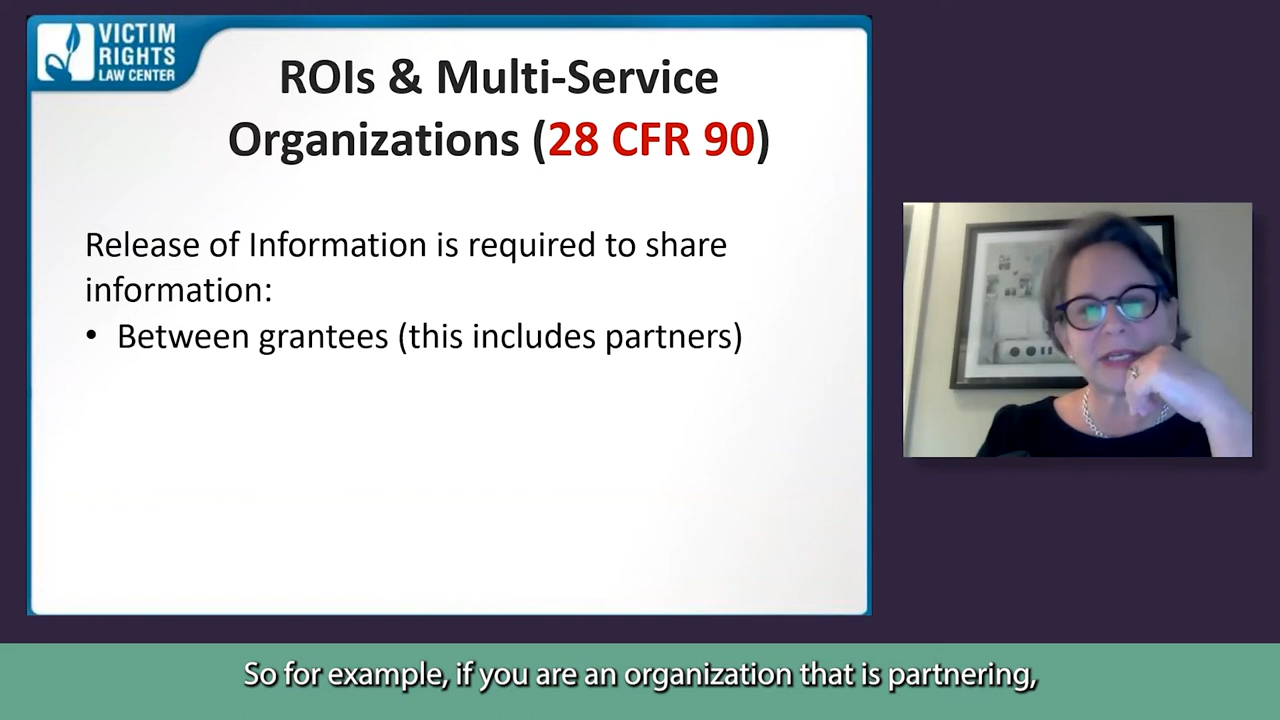 VICTIM
RIGHTS
LAW CENTER
ROIs & Multi-Service
Organizations (28 CFR 90)
Release of Information is required to share
information:
• Between grantees (this includes partners)
So for example, if you are an organization that is partnering,